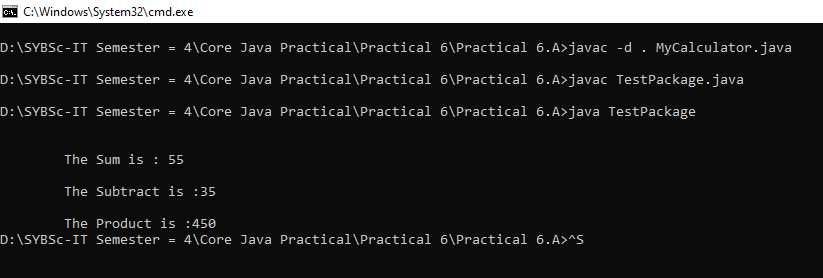 C:\Windows\System32\cmd.exe
D:\SYBSc-IT Semester = 4\Core Java Practical\Practical 6\Practical 6.A>javac -d . MyCalculator.java
D:\SYBSc-IT Semester = 4\Core Java Practical\Practical 6\Practical 6.A>javac TestPackage.java
D:\SYBSc-IT Semester = 4\Core Java Practical\Practical 6\Practical 6.A>java TestPackage
The Sum is : 55
The Subtract is :35
The Product is :450
D:\SYBSc-IT Semester = 4\Core Java Practical\Practical 6\Practical 6.A>^S